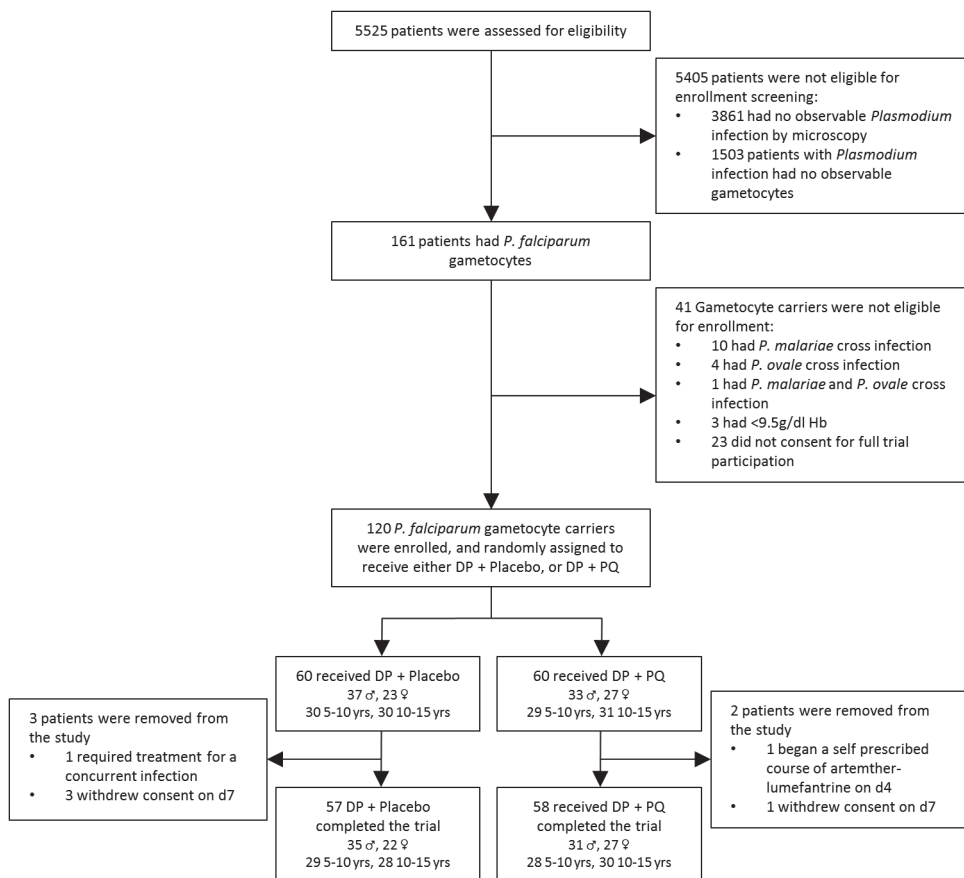 5525 patients were assessed for eligibility
5405 patients were not eligible for
enrollment screening:
• 3861 had no observable Plasmodium
infection by microscopy
• 1503 patients with Plasmodium
infection had no observable
gametocytes
161 patients had P. falciparum
gametocytes
41 Gametocyte carriers were not eligible
for enrollment:
• 10 had P. malariae cross infection
• 4 had P. ovale cross infection
• 1 had P. malariae and P. ovale cross
infection
• 3 had <9.5g/dl Hb
• 23 did not consent for full trial
participation
120 P. falciparum gametocyte carriers
were enrolled, and randomly assigned to
receive either DP + Placebo, or DP + PQ
60 received DP + Placebo
37 ♂, 23 ♀
30 5-10 yrs, 30 10-15 yrs
60 received DP + PQ
33 ♂, 27 ♀
29 5-10 yrs, 31 10-15 yrs
3 patients were removed from
the study
• 1 required treatment for a
concurrent infection
• 3 withdrew consent on d7
2 patients were removed from
the study
• 1 began a self prescribed
course of artemther-
lumefantrine on d4
• 1 withdrew consent on d7
57 DP + Placebo
completed the trial
35 ♂, 22 ♀
29 5-10 yrs, 28 10-15 yrs
58 received DP + PQ
completed the trial
31 ♂, 27 ♀
28 5-10 yrs, 30 10-15 yrs